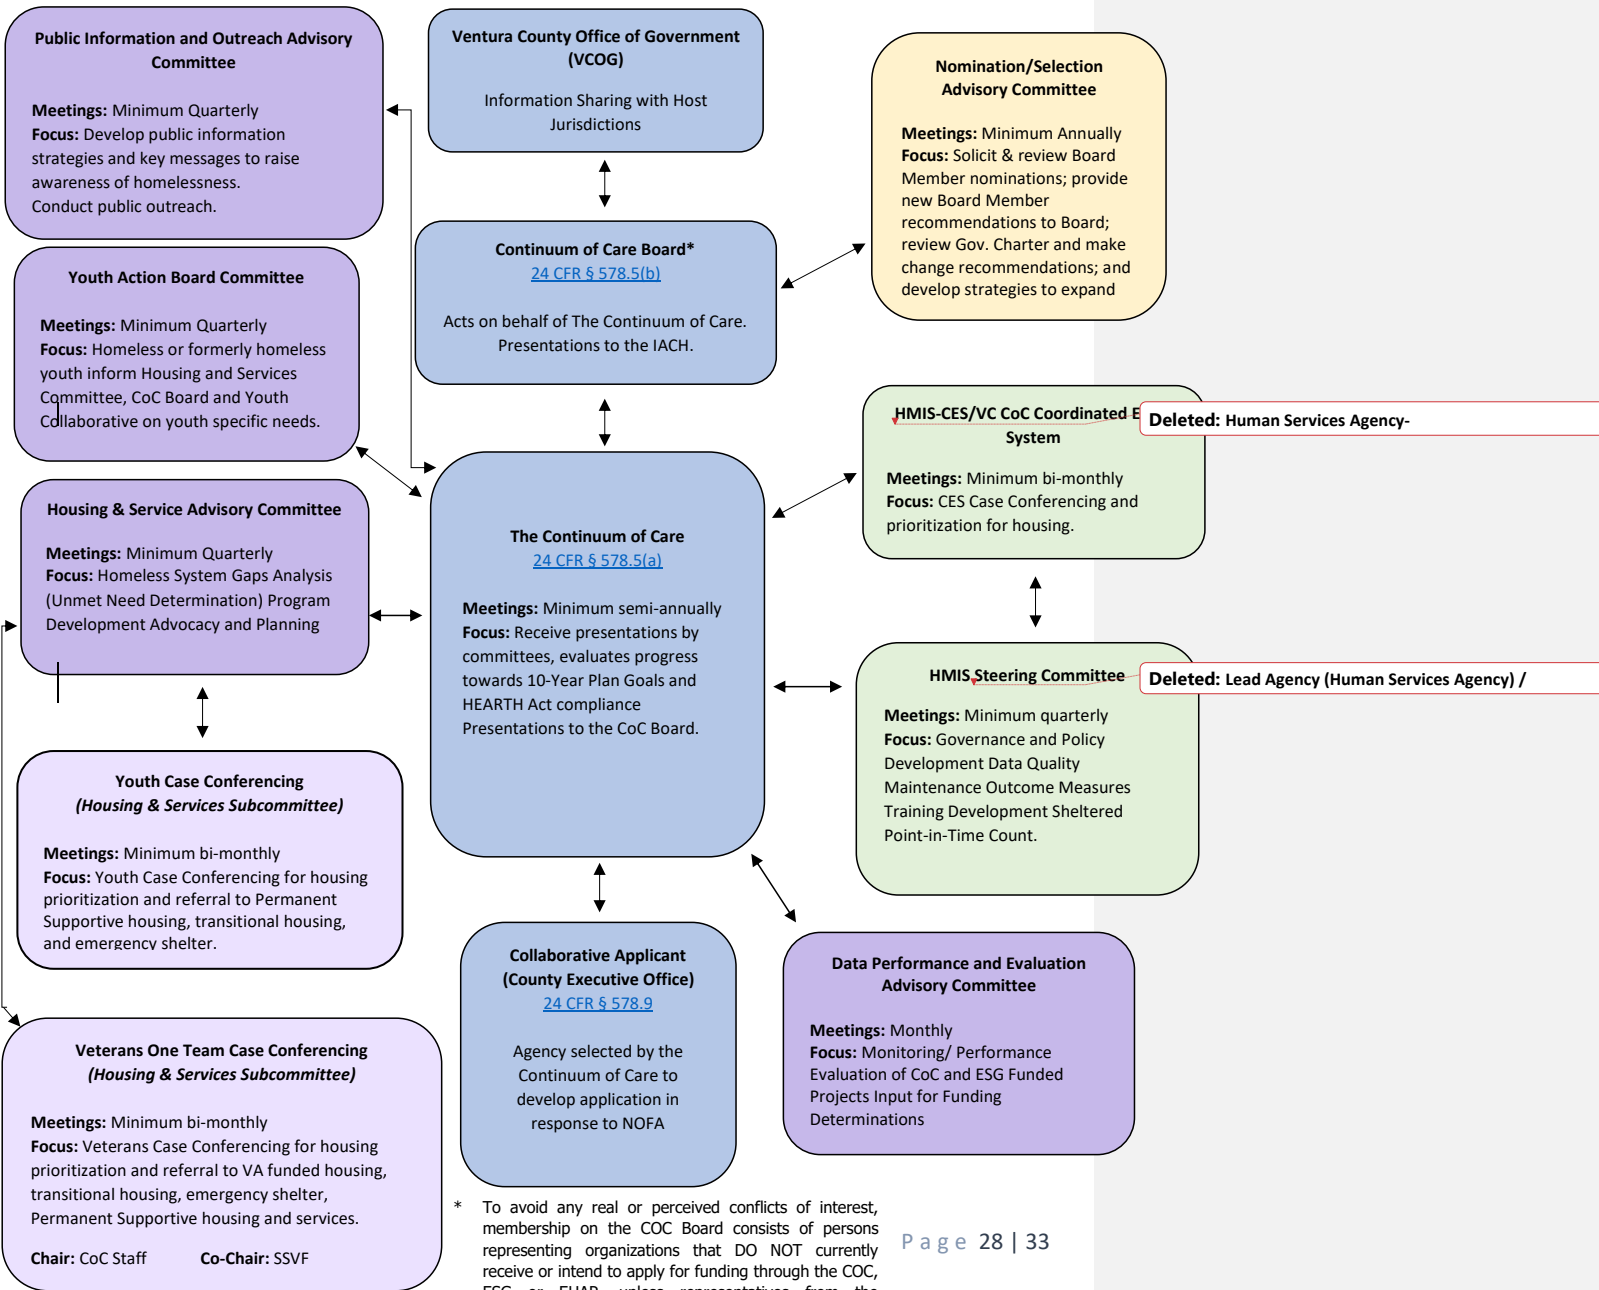 Public Information and Outreach Advisory
Committee
Meetings: Minimum Quarterly
Focus: Develop public information
strategies and key messages to raise
awareness of homelessness.
Conduct public outreach.
Ventura County Office of Government
(VCOG)
Information Sharing with Host
Jurisdictions
Nomination/Selection
Advisory Committee
Meetings: Minimum Annually
Focus: Solicit & review Board
Member nominations; provide
new Board Member
recommendations to Board;
review Gov. Charter and make
change recommendations; and
develop strategies to expand
Continuum of Care Board*
24 CFR § 578.5(b)
Acts on behalf of The Continuum of Care.
Presentations to the IACH.
Youth Action Board Committee
Meetings: Minimum Quarterly
Focus: Homeless or formerly homeless
youth inform Housing and Services
Committee, CoC Board and Youth
Collaborative on youth specific needs.
HMIS-CES/VC CoC Coordinated E
System
Meetings: Minimum bi-monthly
Focus: CES Case Conferencing and
prioritization for housing.
Deleted: Human Services Agency-
Housing & Service Advisory Committee
Meetings: Minimum Quarterly
Focus: Homeless System Gaps Analysis
(Unmet Need Determination) Program
Development Advocacy and Planning
The Continuum of Care
24 CFR § 578.5(a)
Meetings: Minimum semi-annually
Focus: Receive presentations by
committees, evaluates progress
towards 10-Year Plan Goals and
HEARTH Act compliance
Presentations to the CoC Board.
HMIS Steering Committee
Meetings: Minimum quarterly
Focus: Governance and Policy
Development Data Quality
Maintenance Outcome Measures
Training Development Sheltered
Point-in-Time Count.
Deleted: Lead Agency (Human Services Agency) /
Youth Case Conferencing
(Housing & Services Subcommittee)
Meetings: Minimum bi-monthly
Focus: Youth Case Conferencing for housing
prioritization and referral to Permanent
Supportive housing, transitional housing,
and emergency shelter.
Collaborative Applicant
(County Executive Office)
24 CFR § 578.9
Agency selected by the
Continuum of Care to
develop application in
response to NOFA
Data Performance and Evaluation
Advisory Committee
Meetings: Monthly
Focus: Monitoring/ Performance
Evaluation of CoC and ESG Funded
Projects Input for Funding
Determinations
Veterans One Team Case Conferencing
(Housing & Services Subcommittee)
Meetings: Minimum bi-monthly
Focus: Veterans Case Conferencing for housing
prioritization and referral to VA funded housing,
transitional housing, emergency shelter,
Permanent Supportive housing and services.
Chair: CoC Staff Co-Chair: SSVF
* To avoid any real or perceived conflicts of interest,
membership on the COC Board consists of persons
representing organizations that DO NOT currently
receive or intend to apply for funding through the COC,
ESG or EHAP, unless representatives from the
Page 28 | 33